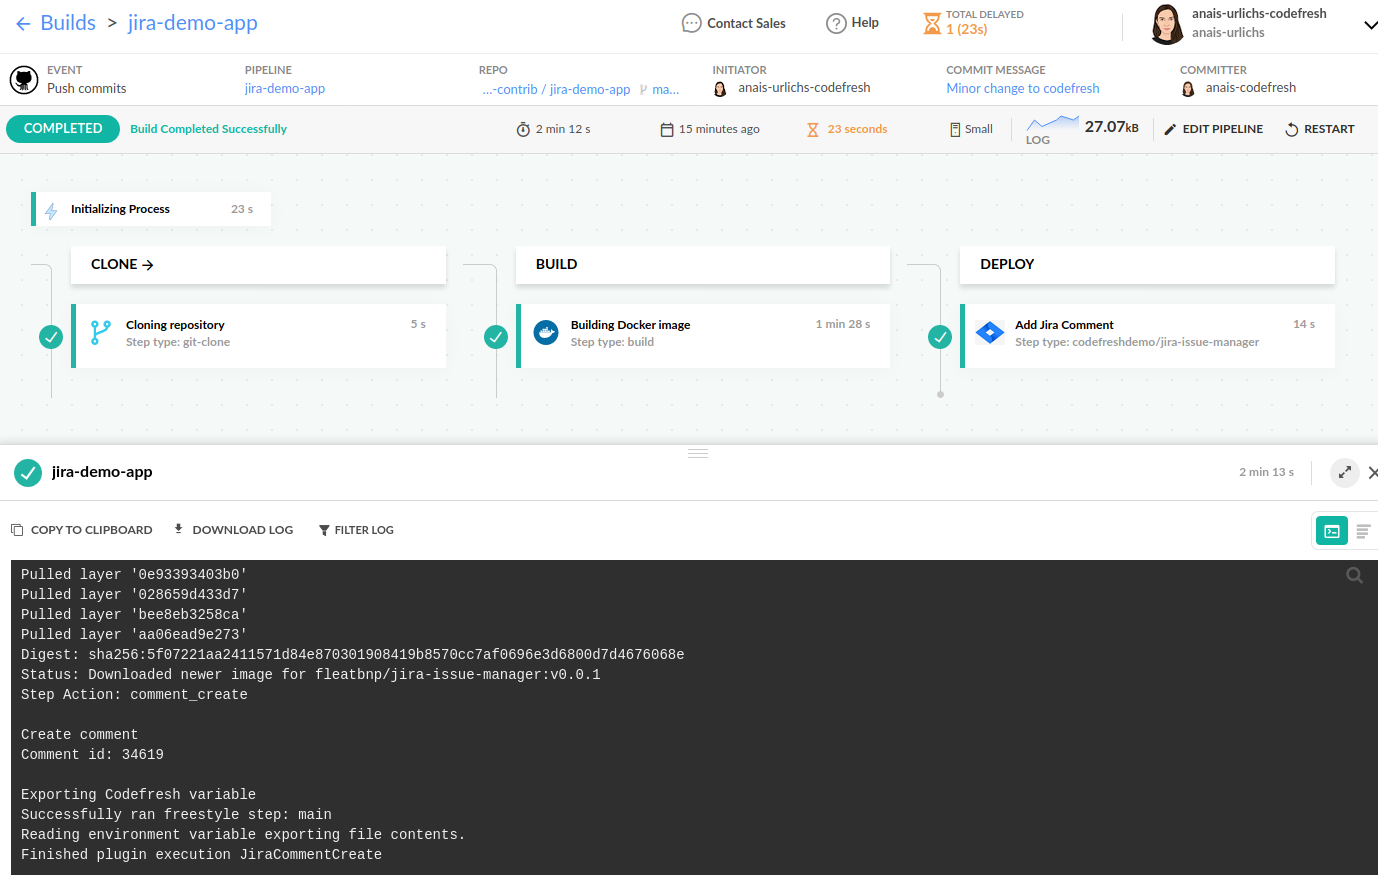 Builds > jira-demo-app
Contact Sales
Help
TOTAL DELAYED
1 (23s)
anais-urlichs-codefresh
anais-urlichs
EVENT
Push commits
PIPELINE
jira-demo-app
REPO
...-contrib / jira-demo-app ma...
INITIATOR
anais-urlichs-codefresh
COMMIT MESSAGE
Minor change to codefresh
COMMITTER
anais-codefresh
COMPLETED
Build Completed Successfully
2 min 12 s
15 minutes ago
23 seconds
Small
LOG
27.07kB
EDIT PIPELINE
RESTART
Initializing Process 23 s
CLONE
Cloning repository 5 s
Step type: git-clone
BUILD
Building Docker image 1 min 28 s
Step type: build
DEPLOY
Add Jira Comment 14 s
Step type: codefreshdemo/jira-issue-manager
jira-demo-app 2 min 13 s
COPY TO CLIPBOARD DOWNLOAD LOG FILTER LOG
Pulled layer '0e93393403b0'
Pulled layer '028659d433d7'
Pulled layer 'bee8eb3258ca'
Pulled layer 'aa06ead9e273'
Digest: sha256:5f07221aa2411571d84e870301908419b8570cc7af0696e3d6800d7d4676068e
Status: Downloaded newer image for fleatbnp/jira-issue-manager:v0.0.1
Step Action: comment_create
Create comment
Comment id: 34619
Exporting Codefresh variable
Successfully ran freestyle step: main
Reading environment variable exporting file contents.
Finished plugin execution JiraCommentCreate